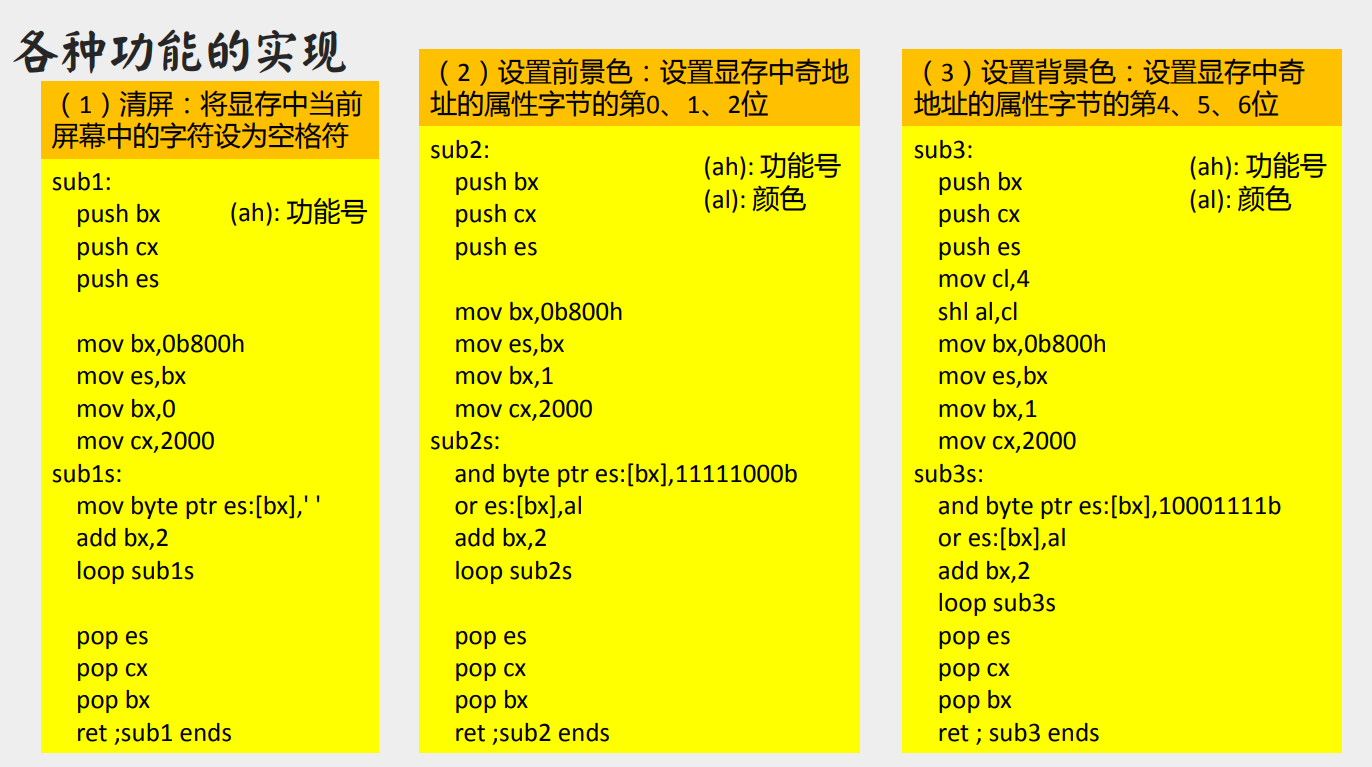 各种功能的实现
（1）清屏：将显存中当前
屏幕中的字符设为空格符
sub1:
push bx
(ah): 功能号
push cx
push es
mov bx,0b800h
mov es,bx
mov bx,0
mov cx,2000
sub1s:
mov byte ptr es:[bx],' '
add bx,2
loop sub1s
pop es
pop cx
pop bx
ret ;sub1 ends
（2）设置前景色：设置显存中奇地
址的属性字节的第0、1、2位
sub2:
(ah): 功能号
push bx
(al): 颜色
push cx
push es
mov bx,0b800h
mov es,bx
mov bx,1
mov cx,2000
sub2s:
and byte ptr es:[bx],11111000b
or es:[bx],al
add bx,2
loop sub2s
pop es
pop cx
pop bx
ret ;sub2 ends
（3）设置背景色：设置显存中奇
地址的属性字节的第4、5、6位
sub3:
(ah): 功能号
push bx
(al): 颜色
push cx
push es
mov cl,4
shl al,cl
mov bx,0b800h
mov es,bx
mov bx,1
mov cx,2000
sub3s:
and byte ptr es:[bx],10001111b
or es:[bx],al
add bx,2
loop sub3s
pop es
pop cx
pop bx
ret ; sub3 ends